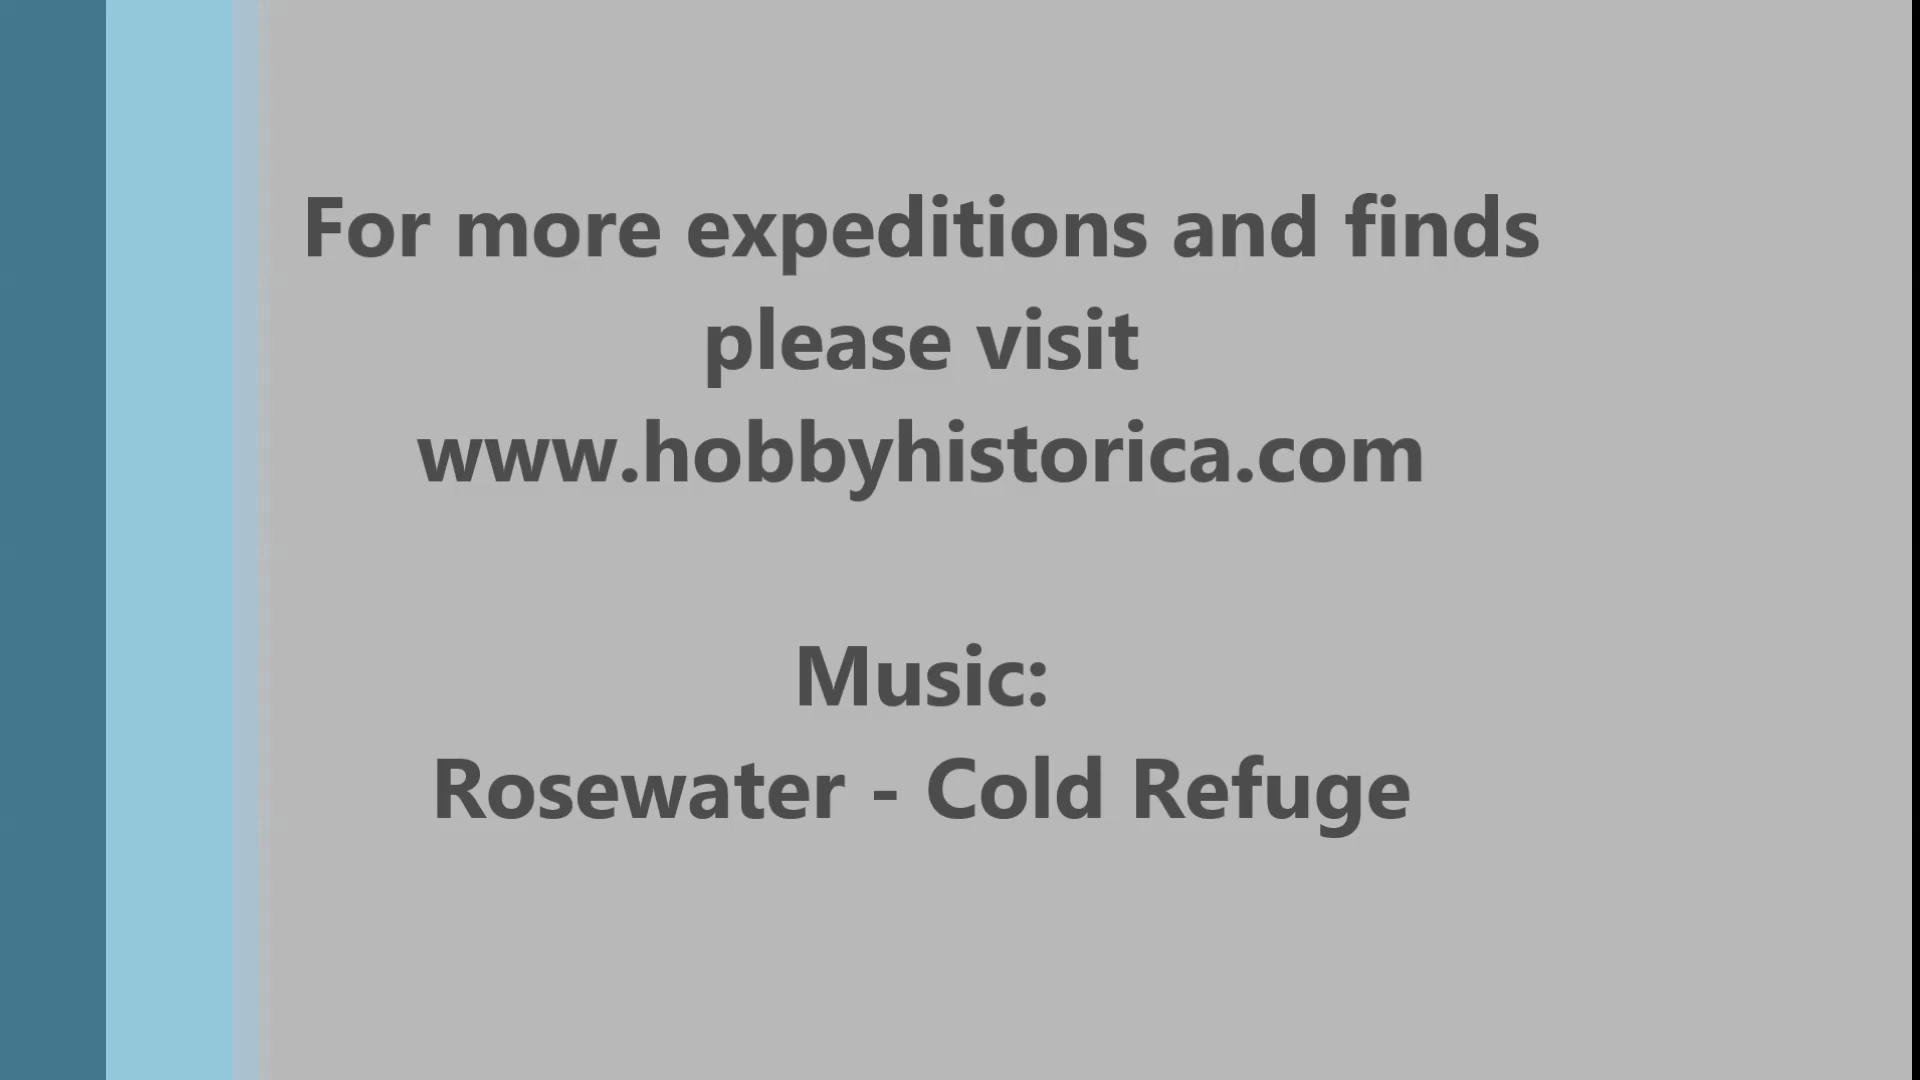 For more expeditions and finds
please visit
www.hobbyhistorica.com
Music:
Rosewater - Cold Refuge